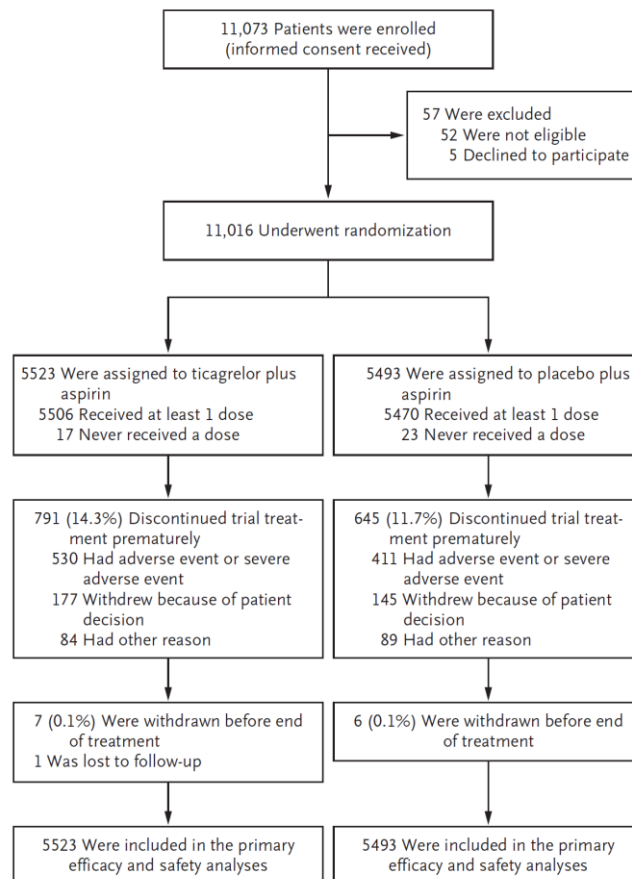 11,073 Patients were enrolled
(informed consent received)
57 Were excluded
52 Were not eligible
5 Declined to participate
11,016 Underwent randomization
5523 Were assigned to ticagrelor plus
aspirin
5506 Received at least 1 dose
17 Never received a dose
5493 Were assigned to placebo plus
aspirin
5470 Received at least 1 dose
23 Never received a dose
791 (14.3%) Discontinued trial treat-
ment prematurely
530 Had adverse event or severe
adverse event
177 Withdrew because of patient
decision
84 Had other reason
645 (11.7%) Discontinued trial treat-
ment prematurely
411 Had adverse event or severe
adverse event
145 Withdrew because of patient
decision
89 Had other reason
7 (0.1%) Were withdrawn before end
of treatment
1 Was lost to follow-up
6 (0.1%) Were withdrawn before end
of treatment
5523 Were included in the primary
efficacy and safety analyses
5493 Were included in the primary
efficacy and safety analyses